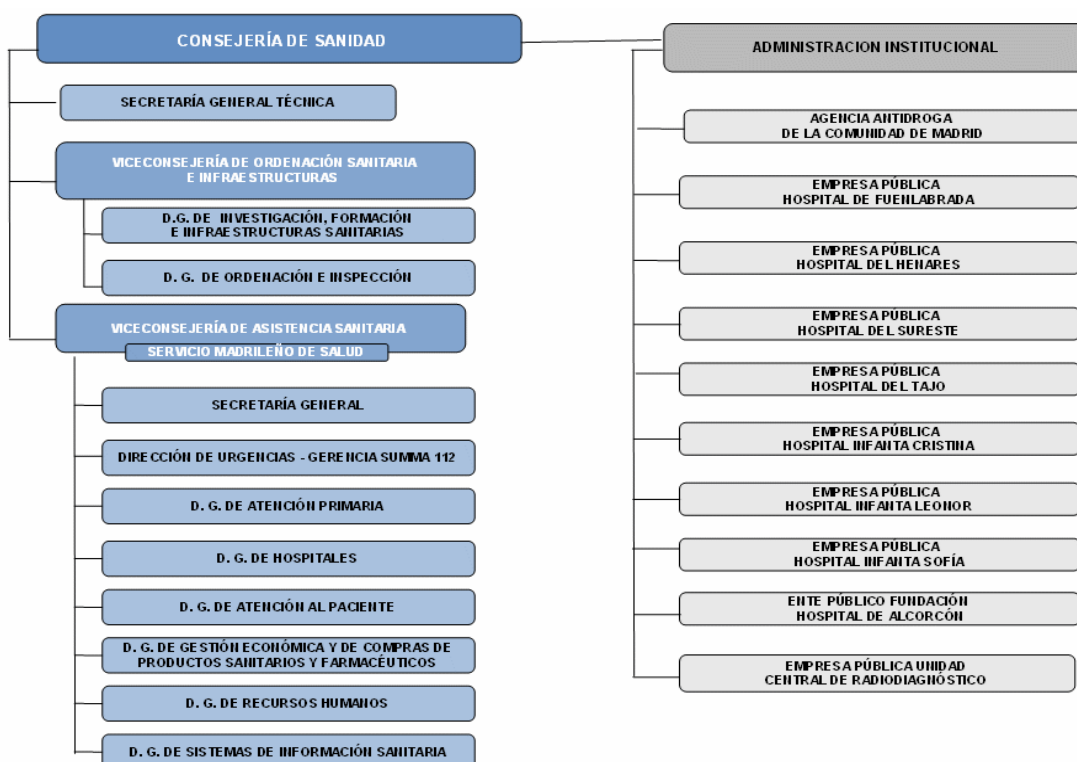 CONSEJERÍA DE SANIDAD
SECRETARÍA GENERAL TÉCNICA
VICECONSEJERÍA DE ORDENACIÓN SANITARIA
E INFRAESTRUCTURAS
D.G. DE INVESTIGACIÓN, FORMACIÓN
E INFRAESTRUCTURAS SANITARIAS
D. G. DE ORDENACIÓN E INSPECCIÓN
VICECONSEJERÍA DE ASISTENCIA SANITARIA
SERVICIO MADRILEÑO DE SALUD
SECRETARÍA GENERAL
DIRECCIÓN DE URGENCIAS - GERENCIA SUMMA 112
D. G. DE ATENCIÓN PRIMARIA
D. G. DE HOSPITALES
D. G. DE ATENCIÓN AL PACIENTE
D. G. DE GESTIÓN ECONÓMICA Y DE COMPRAS DE
PRODUCTOS SANITARIOS Y FARMACÉUTICOS
D. G. DE RECURSOS HUMANOS
D. G. DE SISTEMAS DE INFORMACIÓN SANITARIA
ADMINISTRACION INSTITUCIONAL
AGENCIA ANTIDROGA
DE LA COMUNIDAD DE MADRID
EMPRESA PÚBLICA
HOSPITAL DE FUENLABRADA
EMPRESA PÚBLICA
HOSPITAL DEL HENARES
EMPRESA PÚBLICA
HOSPITAL DEL SURESTE
EMPRESA PÚBLICA
HOSPITAL DEL TAJO
EMPRESA PÚBLICA
HOSPITAL INFANTA CRISTINA
EMPRESA PÚBLICA
HOSPITAL INFANTA LEONOR
EMPRESA PÚBLICA
HOSPITAL INFANTA SOFÍA
ENTE PÚBLICO FUNDACIÓN
HOSPITAL DE ALCORCÓN
EMPRESA PÚBLICA UNIDAD
CENTRAL DE RADIODIAGNÓSTICO